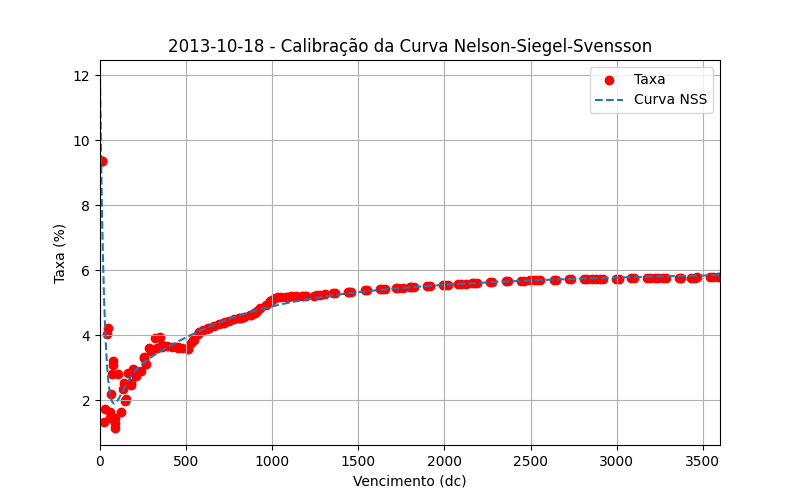 2013-10-18 - Calibração da Curva Nelson-Siegel-Svensson
Taxa
Curva NSS
Taxa (%)
12
10
8
6
4
2
0
500
1000
1500
2000
2500
3000
3500
Vencimento (dc)